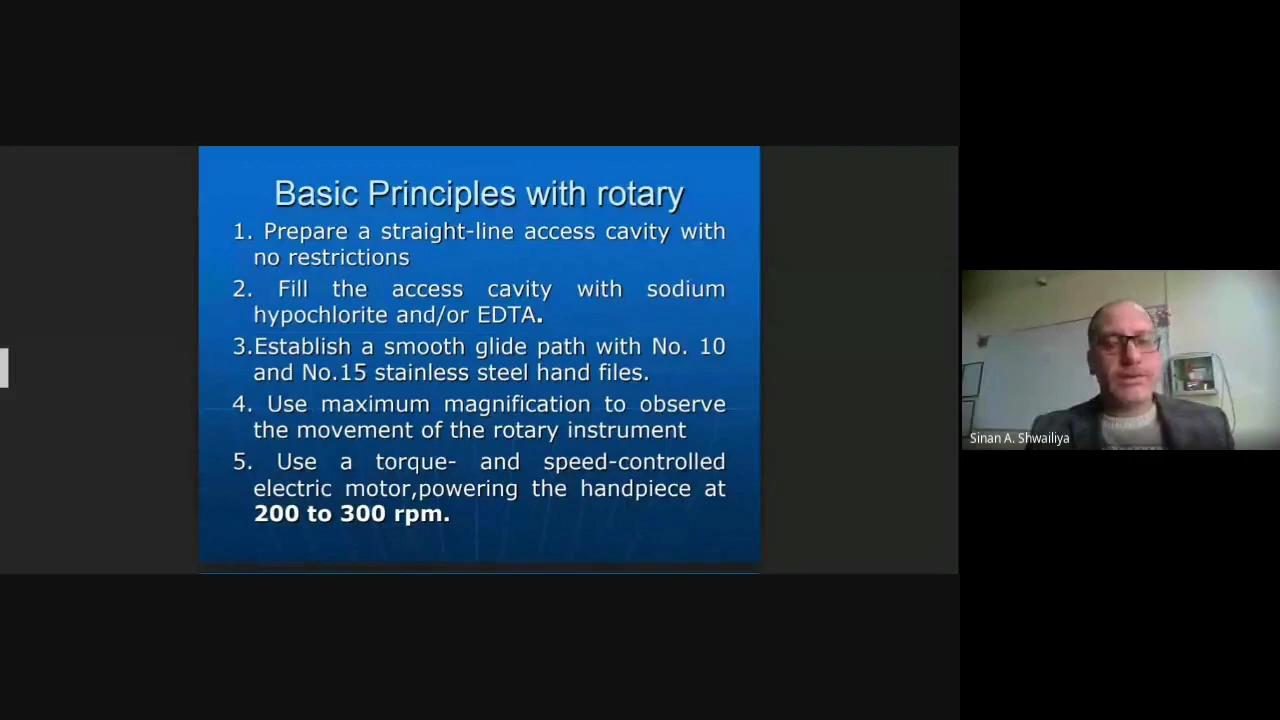 Basic Principles with rotary
1. Prepare a straight-line access cavity with
no restrictions
2. Fill the access cavity with sodium
hypochlorite and/or EDTA.
3.Establish a smooth glide path with No. 10
and No.15 stainless steel hand files.
4. Use maximum magnification to observe
the movement of the rotary instrument
5. Use a torque- and speed-controlled
electric motor,powering the handpiece at
200 to 300 rpm.
Sinan A. Shwailiya